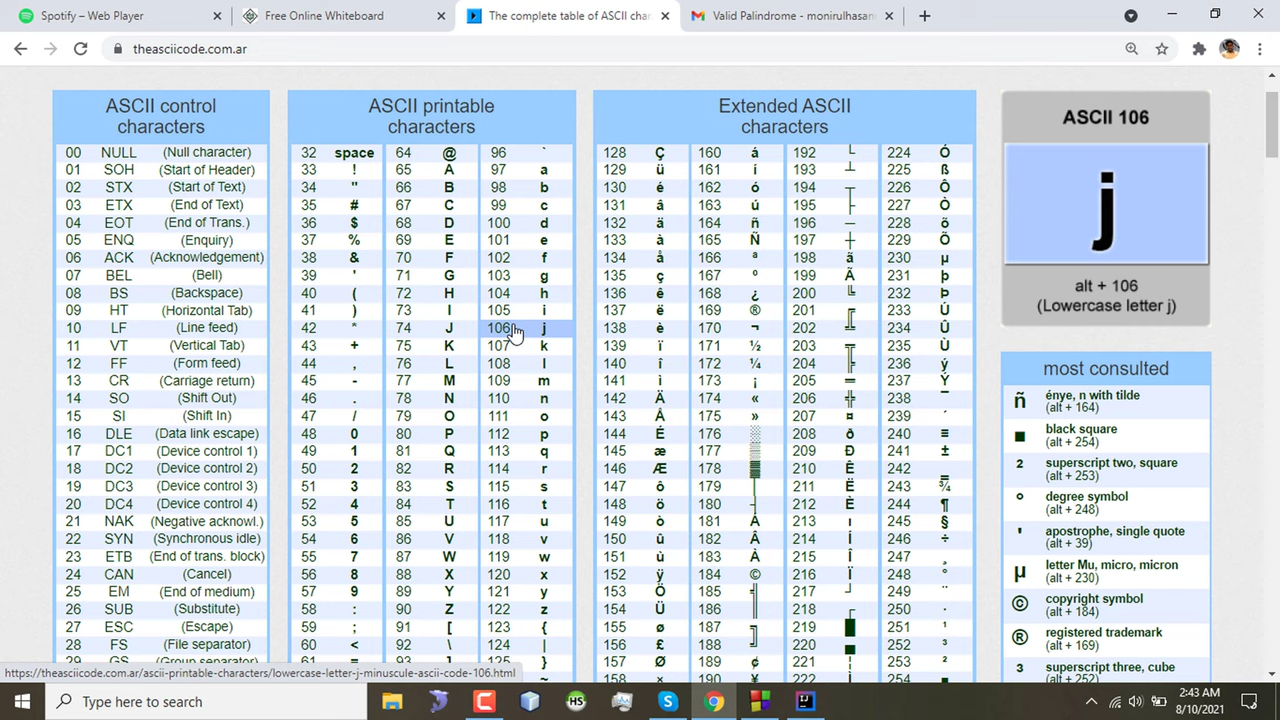 Spotify – Web Player
Free Online Whiteboard
The complete table of ASCII char
Valid Palindrome - monirulhasan
theasciicode.com.ar
ASCII control
characters
00 NULL (Null character)
01 SOH (Start of Header)
02 STX (Start of Text)
03 ETX (End of Text)
04 EOT (End of Trans.)
05 ENQ (Enquiry)
06 ACK (Acknowledgement)
07 BEL (Bell)
08 BS (Backspace)
09 HT (Horizontal Tab)
10 LF (Line feed)
11 VT (Vertical Tab)
12 FF (Form feed)
13 CR (Carriage return)
14 SO (Shift Out)
15 SI (Shift In)
16 DLE (Data link escape)
17 DC1 (Device control 1)
18 DC2 (Device control 2)
19 DC3 (Device control 3)
20 DC4 (Device control 4)
21 NAK (Negative acknowl.)
22 SYN (Synchronous idle)
23 ETB (End of trans. block)
24 CAN (Cancel)
25 EM (End of medium)
26 SUB (Substitute)
27 ESC (Escape)
28 FS (File separator)
29 GS (Group separator)
ASCII printable
characters
32 space 64 @ 96 `
33 ! 65 A 97 a
34 " 66 B 98 b
35 # 67 C 99 c
36 $ 68 D 100 d
37 % 69 E 101 e
38 & 70 F 102 f
39 ' 71 G 103 g
40 ( 72 H 104 h
41 ) 73 I 105 i
42 * 74 J 106 j
43 + 75 K 107 k
44 , 76 L 108 l
45 - 77 M 109 m
46 . 78 N 110 n
47 / 79 O 111 o
48 0 80 P 112 p
49 1 81 Q 113 q
50 2 82 R 114 r
51 3 83 S 115 s
52 4 84 T 116 t
53 5 85 U 117 u
54 6 86 V 118 v
55 7 87 W 119 w
56 8 88 X 120 x
57 9 89 Y 121 y
58 : 90 Z 122 z
59 ; 91 [ 123 {
60 < 92 \ 124 |
61 = 93 ] 125 }
~
Extended ASCII
characters
128 Ç 160 á 192 └ 224 Ó
129 ü 161 í 193 ┴ 225 ß
130 é 162 ó 194 ┬ 226 Ô
131 â 163 ú 195 ├ 227 Ò
132 ä 164 ñ 196 ─ 228 õ
133 à 165 Ñ 197 ┼ 229 Õ
134 å 166 ª 198 ã 230 µ
135 ç 167 º 199 Ã 231 þ
136 ê 168 ¿ 200 ╚ 232 Þ
137 ë 169 ® 201 ╔ 233 Ú
138 è 170 ¬ 202 ╩ 234 Û
139 ï 171 ½ 203 ╦ 235 Ù
140 î 172 ¼ 204 ╠ 236 ý
141 ì 173 ¡ 205 ═ 237 Ý
142 Ä 174 « 206 ╬ 238 ¯
143 Å 175 » 207 ¤ 239 ´
144 É 176 ░ 208 ð 240 ≡
145 æ 177 ▒ 209 Ð 241 ±
146 Æ 178 ▓ 210 Ê 242 ‗
147 ô 179 │ 211 Ë 243 ¾
148 ö 180 ┤ 212 È 244 ¶
149 ò 181 Á 213 ı 245 §
150 û 182 Â 214 Í 246 ÷
151 ù 183 À 215 Î 247 ¸
152 ÿ 184 © 216 Ï 248 °
153 Ö 185 ╣ 217 ┘ 249 ¨
154 Ü 186 ║ 218 ┌ 250 ·
155 ø 187 ╗ 219 █ 251 ¹
156 £ 188 ╝ 220 ▄ 252 ³
157 Ø 189 ¢ 221 ¦ 253 ²
158 190 ¥ 222 254 ■
ASCII 106
j
alt + 106
(Lowercase letter j)
most consulted
ñ énye, n with tilde
(alt + 164)
■ black square
(alt + 254)
² superscript two, square
(alt + 253)
° degree symbol
(alt + 248)
' apostrophe, single quote
(alt + 39)
µ letter Mu, micro, micron
(alt + 230)
© copyright symbol
(alt + 184)
® registered trademark
(alt + 169)
³ superscript three, cube
(alt + 252)
https://theasciicode.com.ar/ascii-printable-characters/lowercase-letter-j-minuscule-ascii-code-106.html
Type here to search
HS
2:43 AM
8/10/2021